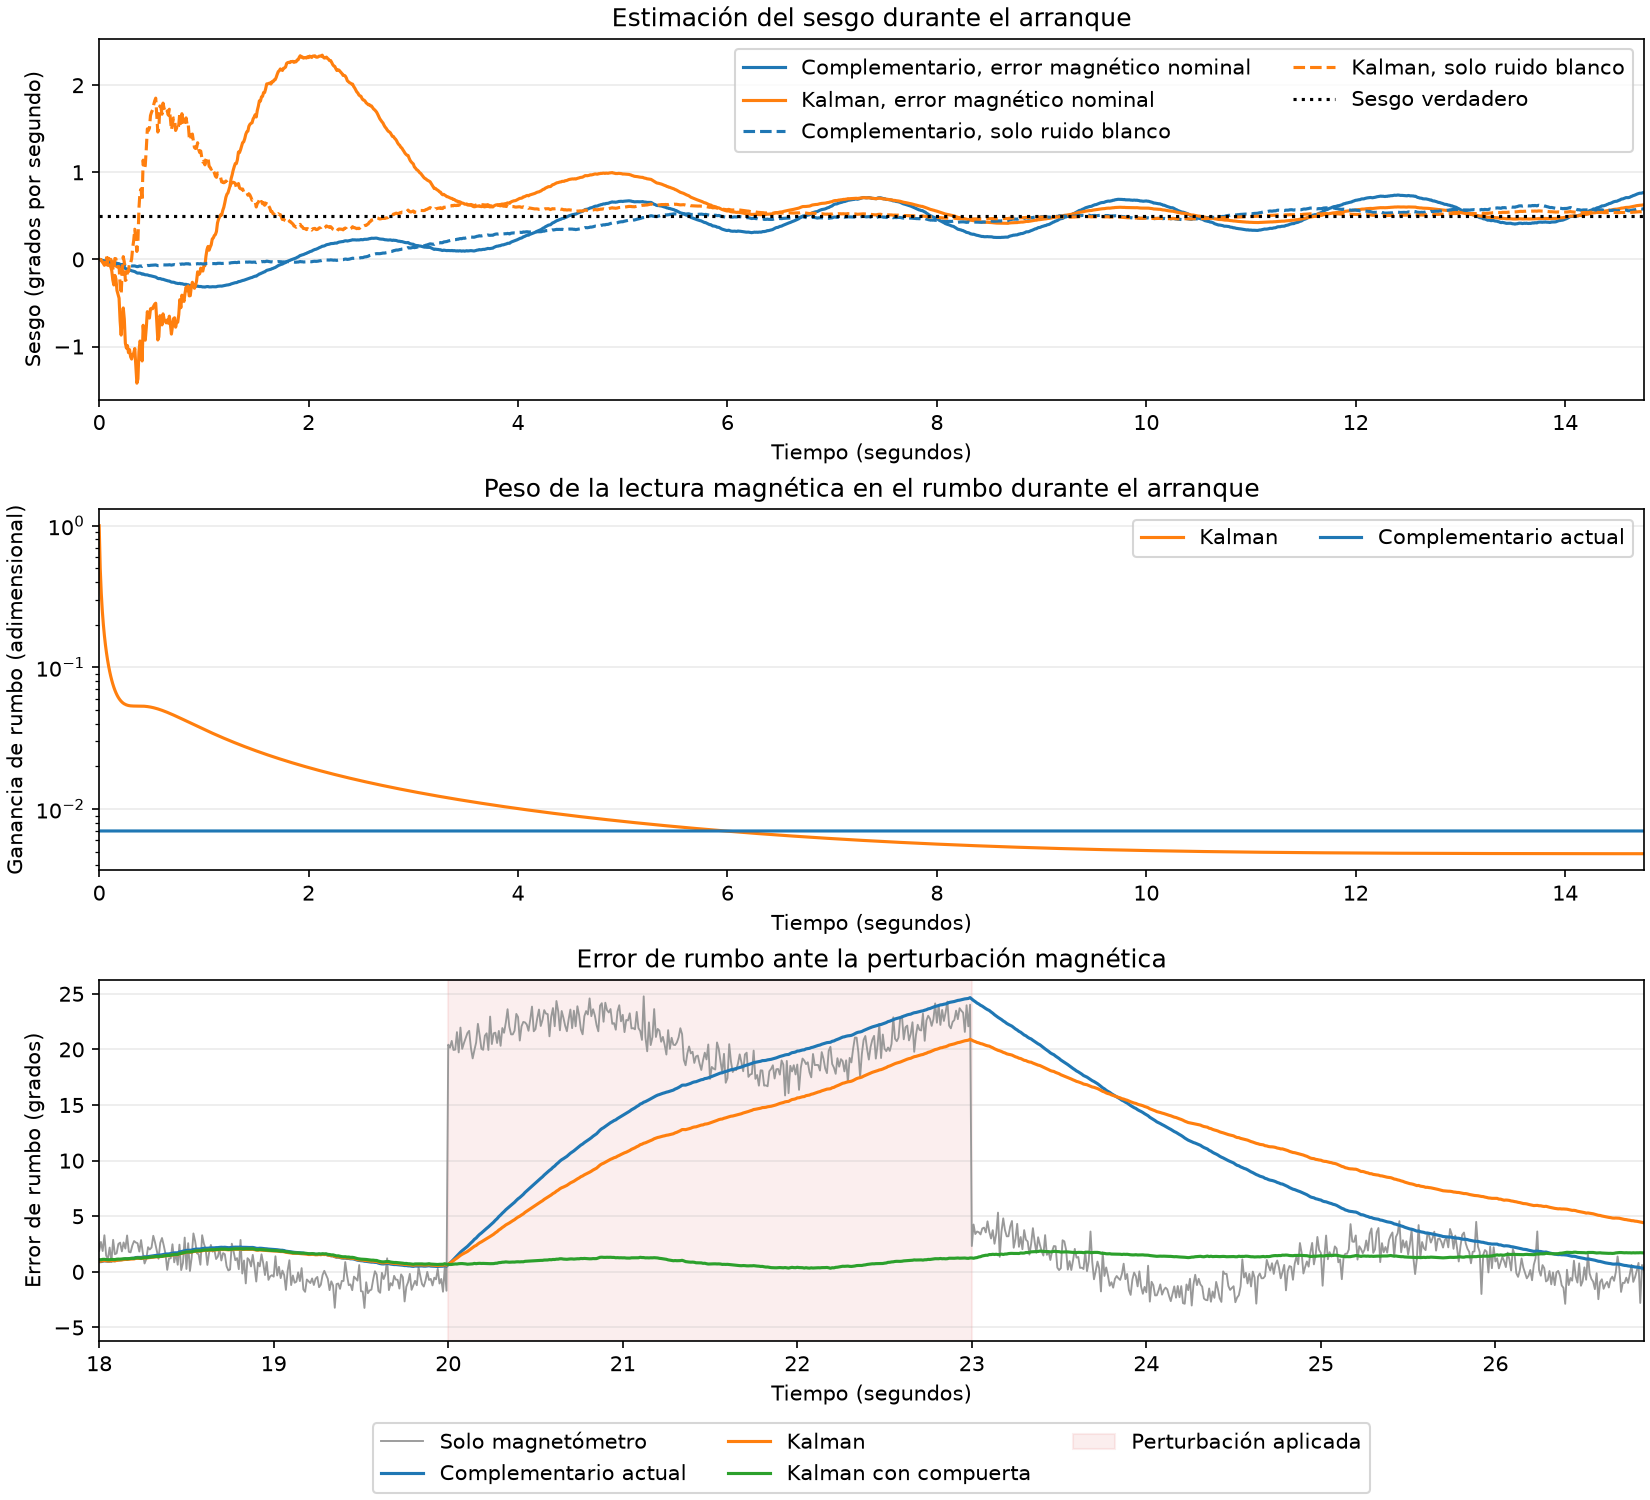 Estimación del sesgo durante el arranque
Sesgo (grados por segundo)
2
1
0
−1
Complementario, error magnético nominal
Kalman, error magnético nominal
Complementario, solo ruido blanco
Kalman, solo ruido blanco
Sesgo verdadero
0 2 4 6 8 10 12 14
Tiempo (segundos)
Peso de la lectura magnética en el rumbo durante el arranque
Ganancia de rumbo (adimensional)
10⁰
10⁻¹
10⁻²
Kalman Complementario actual
0 2 4 6 8 10 12 14
Tiempo (segundos)
Error de rumbo ante la perturbación magnética
Error de rumbo (grados)
25
20
15
10
5
0
−5
18 19 20 21 22 23 24 25 26
Tiempo (segundos)
Solo magnetómetro
Complementario actual
Kalman
Kalman con compuerta
Perturbación aplicada